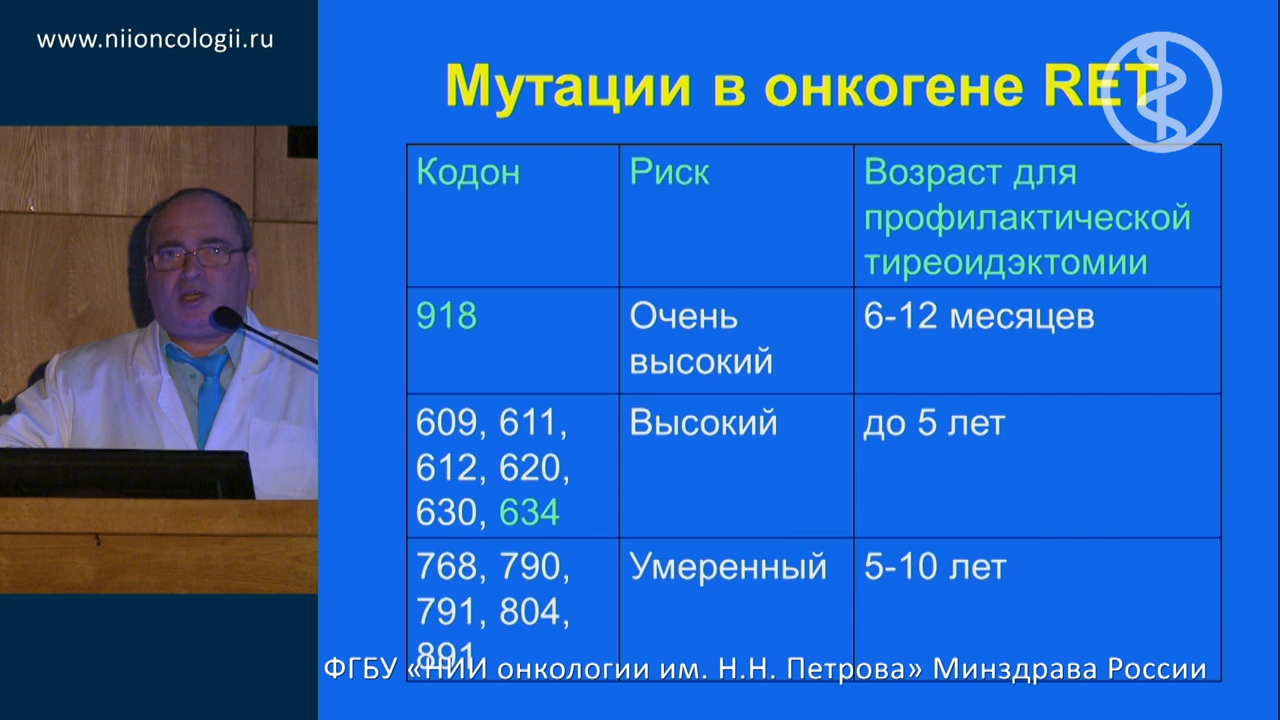 www.niioncologii.ru
Мутации в онкогене RET
Кодон
Риск
Возраст для
профилактической
тиреоидэктомии
918
Очень
высокий
6-12 месяцев
609, 611,
612, 620,
630, 634
Высокий
до 5 лет
768, 790,
791, 804,
891
Умеренный
5-10 лет
ФГБУ «НИИ онкологии им. Н.Н. Петрова» Минздрава России